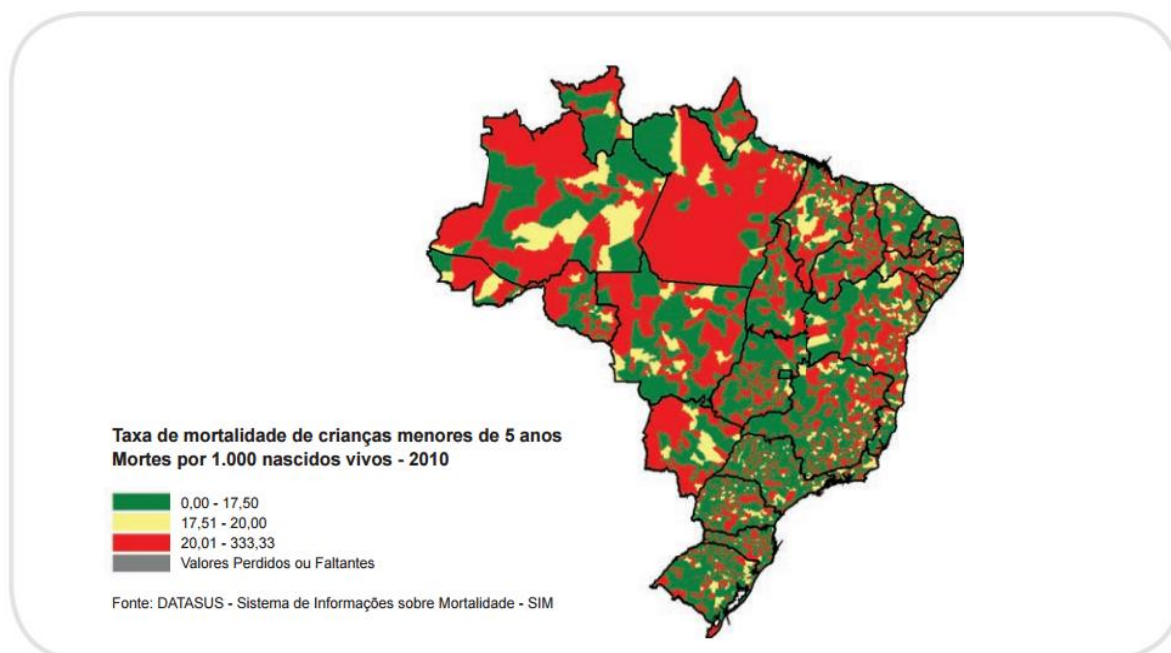 Taxa de mortalidade de crianças menores de 5 anos
Mortes por 1.000 nascidos vivos - 2010
0,00 - 17,50
17,51 - 20,00
20,01 - 333,33
Valores Perdidos ou Faltantes
Fonte: DATASUS - Sistema de Informações sobre Mortalidade - SIM